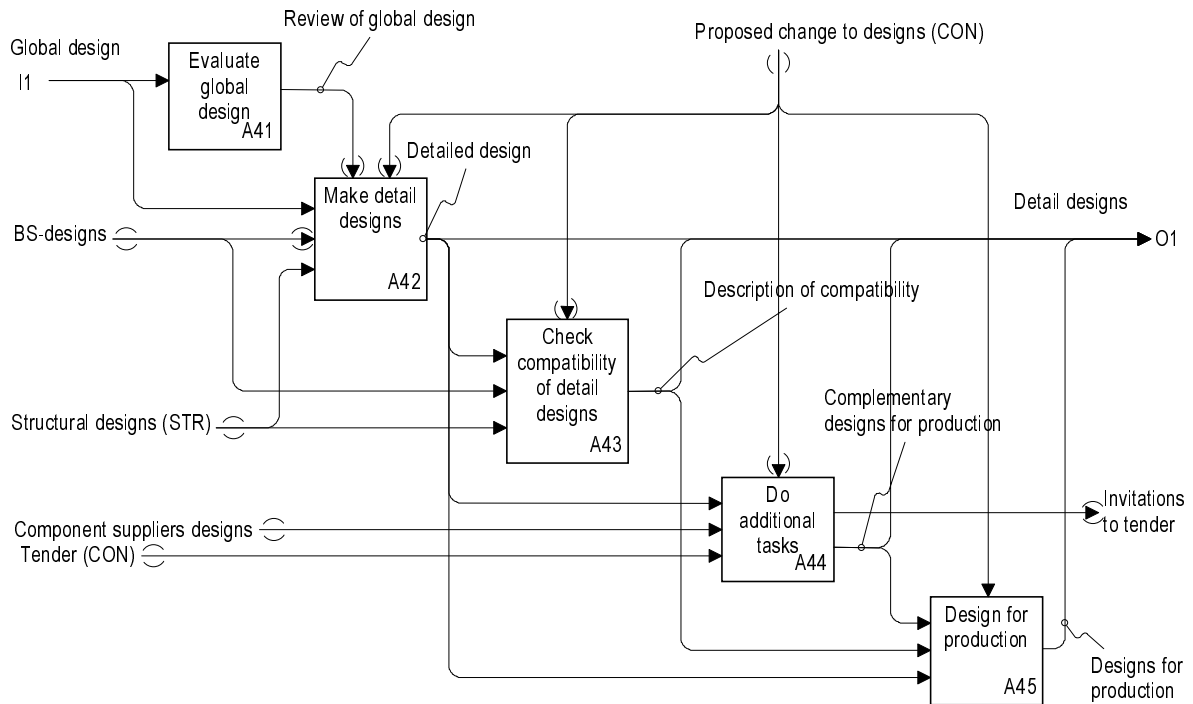 Review of global design
Proposed change to designs (CON)
Global design
I1
Evaluate
global
design
A41
Detailed design
Make detail
designs
A42
Detail designs
BS-designs
O1
Description of compatibility
Check
compatibility
of detail
designs
A43
Structural designs (STR)
Complementary
designs for production
Do
additional
tasks
A44
Invitations
to tender
Component suppliers designs
Tender (CON)
Design for
production
A45
Designs for
production